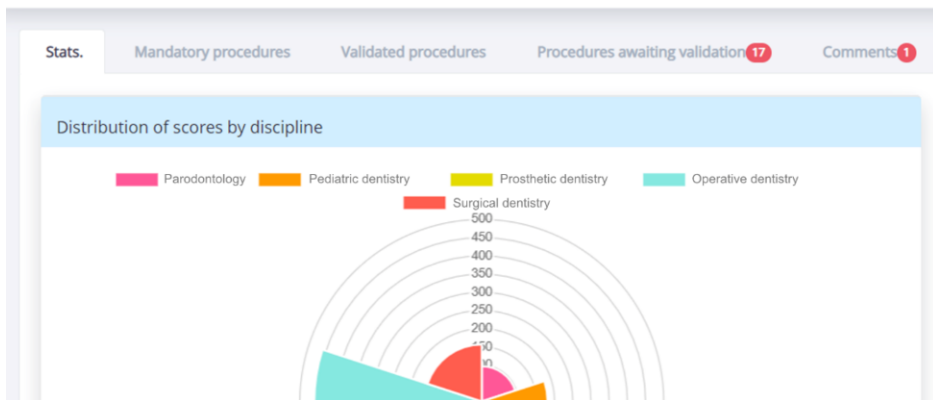 Stats. Mandatory procedures Validated procedures Procedures awaiting validation 17 Comments 1
Distribution of scores by discipline
Parodontology Pediatric dentistry Prosthetic dentistry Operative dentistry
Surgical dentistry
500
450
400
350
300
250
200